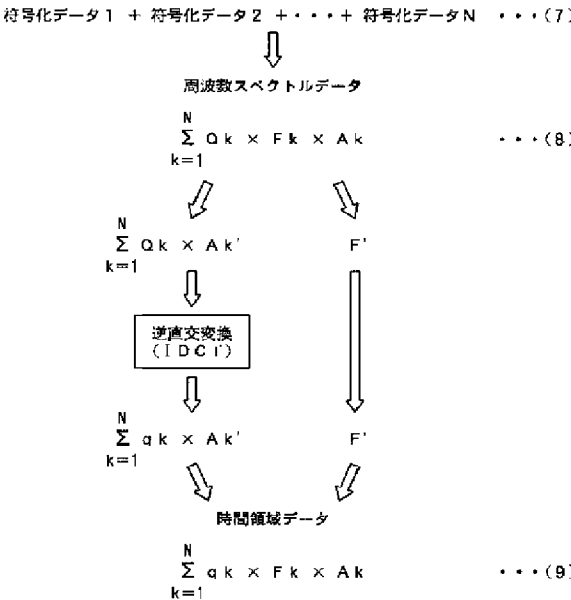 符号化データ1 + 符号化データ2 +・・・+ 符号化データN ・・・(7)
周波数スペクトルデータ
N
Σ Qk × Fk × Ak ・・・(8)
k=1
N
Σ Qk × Ak' F'
k=1
逆直交変換
(IDCT)
N
Σ qk × Ak' F'
k=1
時間領域データ
N
Σ qk × Fk × Ak ・・・(9)
k=1